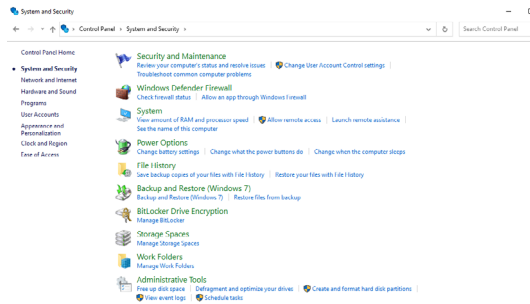 System and Security
Control Panel > System and Security >
Search Control Panel
Control Panel Home
System and Security
Network and Internet
Hardware and Sound
Programs
User Accounts
Appearance and
Personalization
Clock and Region
Ease of Access
Security and Maintenance
Review your computer's status and resolve issues | Change User Account Control settings |
Troubleshoot common computer problems
Windows Defender Firewall
Check firewall status | Allow an app through Windows Firewall
System
View amount of RAM and processor speed | Allow remote access | Launch remote assistance |
See the name of this computer
Power Options
Change battery settings | Change what the power buttons do | Change when the computer sleeps
File History
Save backup copies of your files with File History | Restore your files with File History
Backup and Restore (Windows 7)
Backup and Restore (Windows 7) | Restore files from backup
BitLocker Drive Encryption
Manage BitLocker
Storage Spaces
Manage Storage Spaces
Work Folders
Manage Work Folders
Administrative Tools
Free up disk space | Defragment and optimize your drives | Create and format hard disk partitions |
View event logs | Schedule tasks